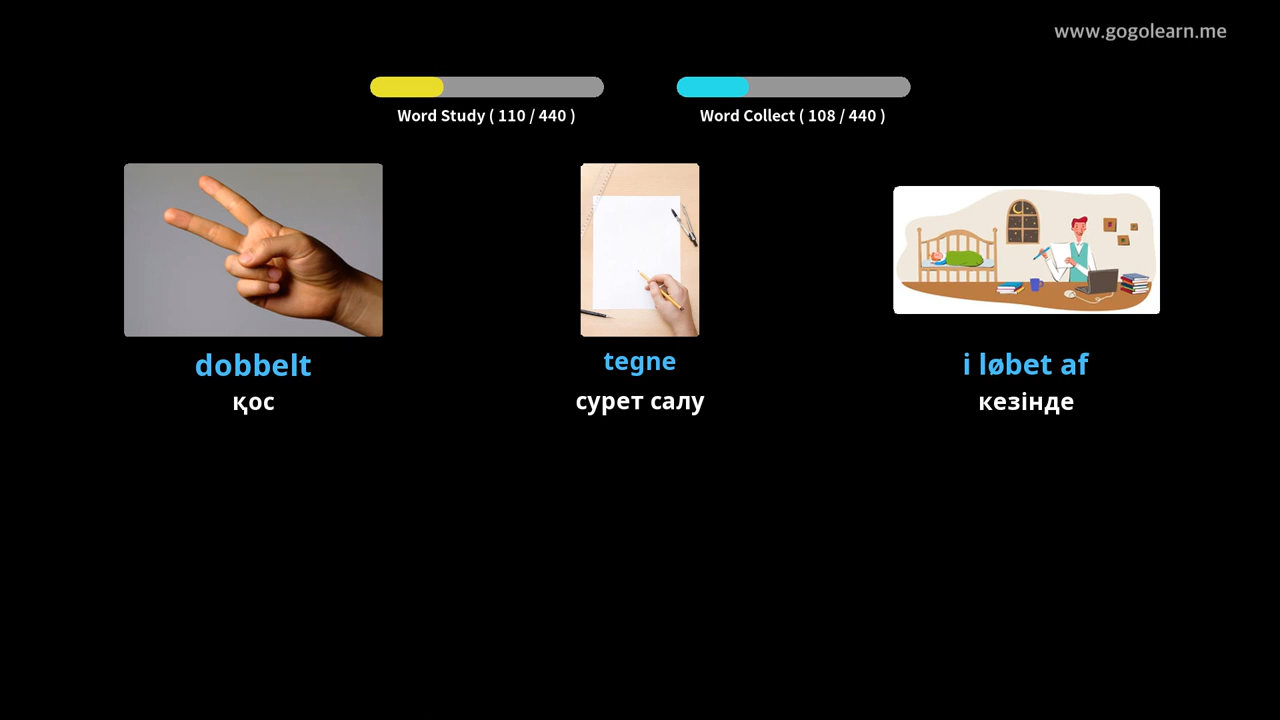 www.gogolearn.me
Word Study ( 110 / 440 )
Word Collect ( 108 / 440 )
dobbelt
қос
tegne
сурет салу
i løbet af
кезінде